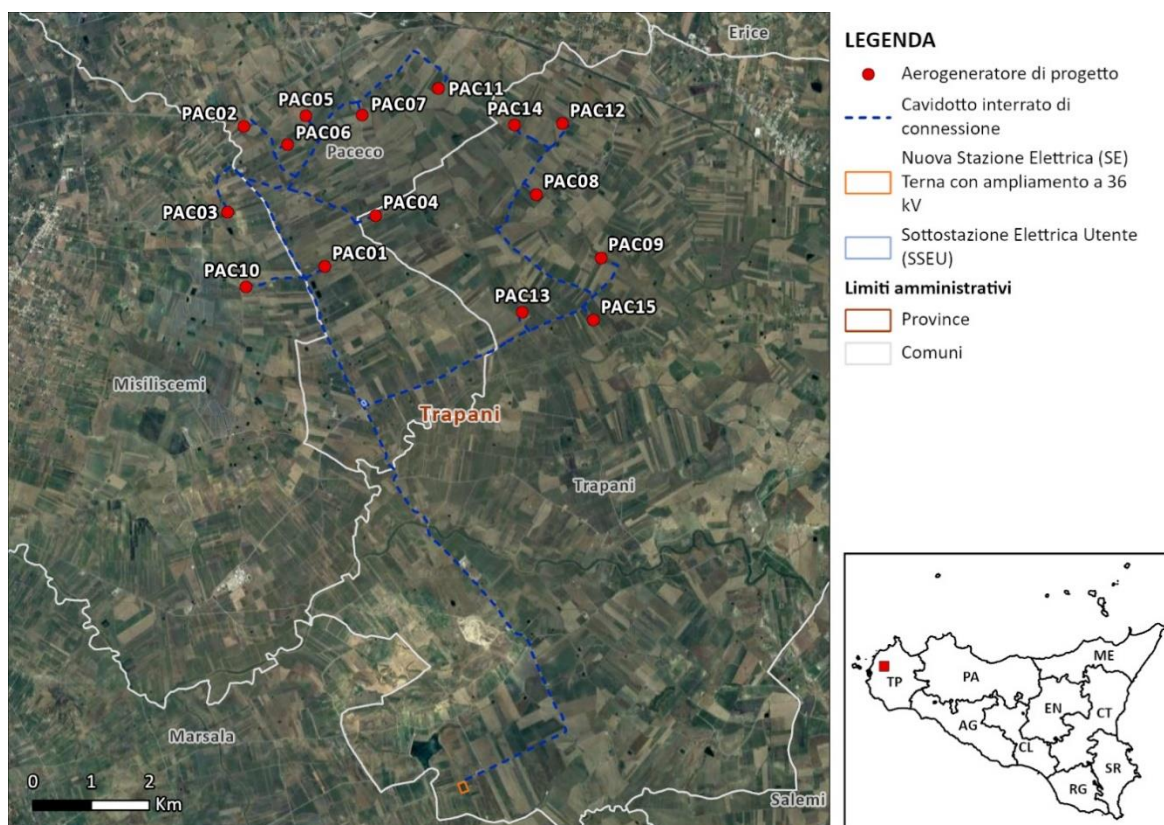 Erice
PAC11
PAC05
PAC07
PAC14
PAC12
PAC02
PAC06
Paceco
PAC08
PAC03
PAC04
PAC09
PAC01
PAC10
PAC13
PAC15
Misiliscemi
Trapani
Trapani
Marsala
Salemi
0 1 2
Km
LEGENDA
Aerogeneratore di progetto
Cavidotto interrato di
connessione
Nuova Stazione Elettrica (SE)
Terna con ampliamento a 36
kV
Sottostazione Elettrica Utente
(SSEU)
Limiti amministrativi
Province
Comuni
ME
TP
PA
EN
CT
AG
CL
SR
RG